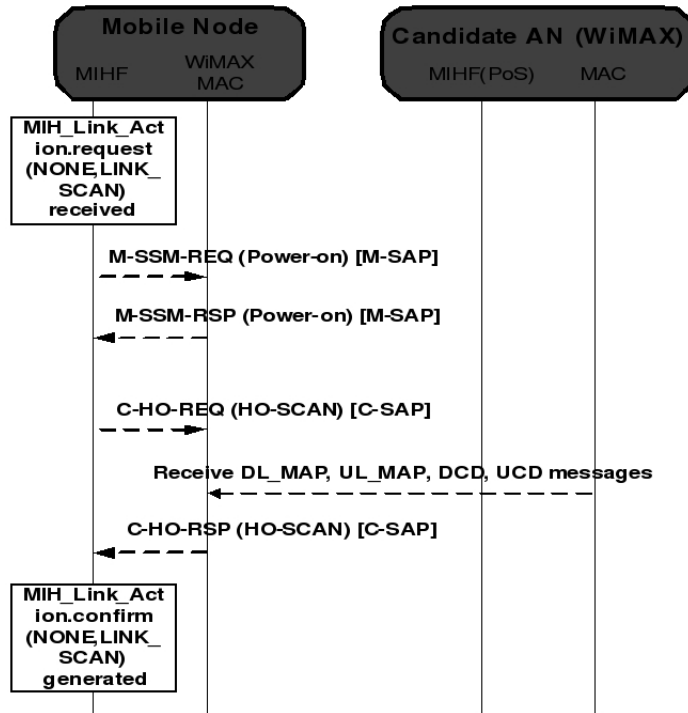 Mobile Node
MIHF
WiMAX
MAC
Candidate AN (WiMAX)
MIHF(PoS)
MAC
MIH_Link_Act
ion.request
(NONE,LINK_
SCAN)
received
M-SSM-REQ (Power-on) [M-SAP]
M-SSM-RSP (Power-on) [M-SAP]
C-HO-REQ (HO-SCAN) [C-SAP]
Receive DL_MAP, UL_MAP, DCD, UCD messages
C-HO-RSP (HO-SCAN) [C-SAP]
MIH_Link_Act
ion.confirm
(NONE,LINK_
SCAN)
generated